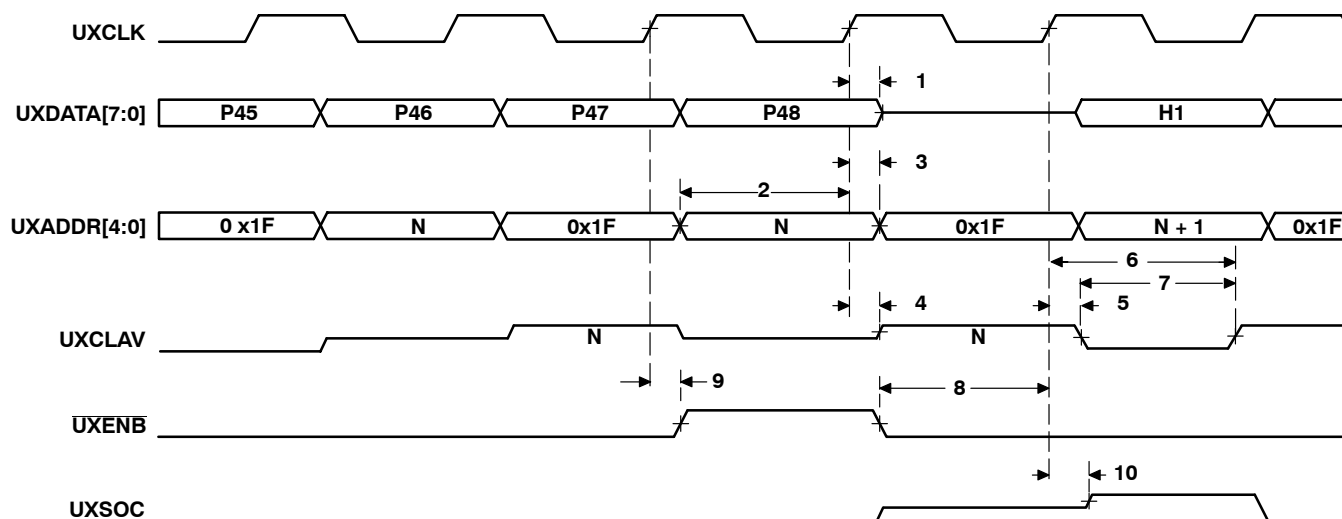 UXCLK
1
UXDATA[7:0] P45 P46 P47 P48 H1
3
2
UXADDR[4:0] 0 x1F N 0x1F N 0x1F N + 1 0x1F
6
7
4 5
UXCLAV N N
9 8
UXENB
10
UXSOC